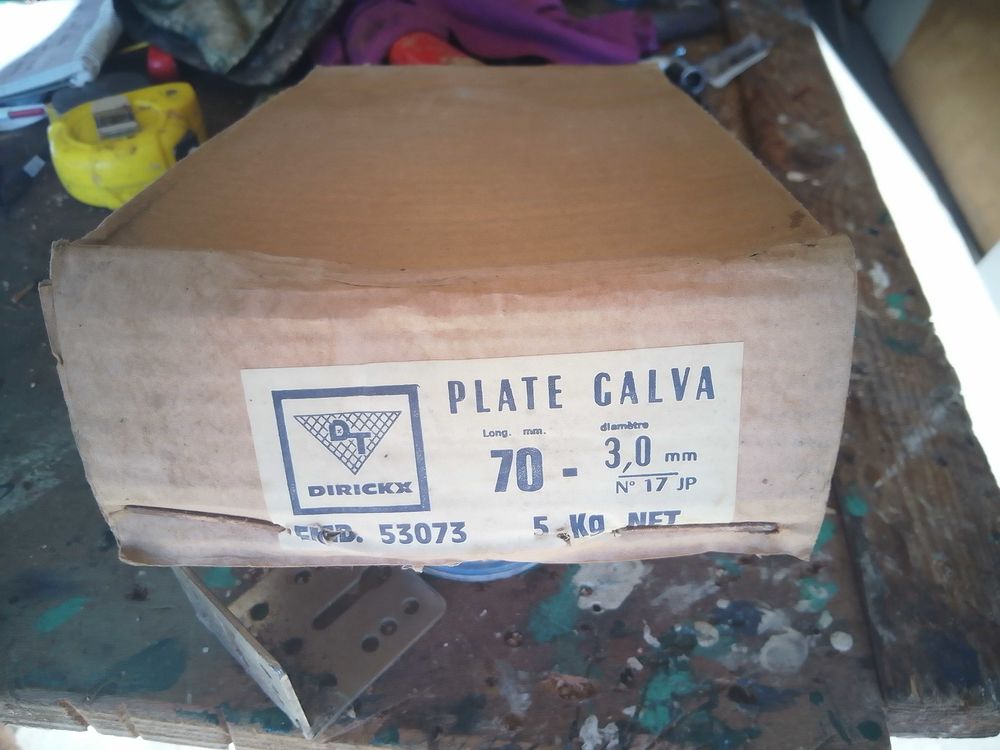 PLATE GALVA
DT
DIRICKX
Long. mm.
70 -
diamètre
3,0 mm
N° 17 JP
53073
5 Kg NET